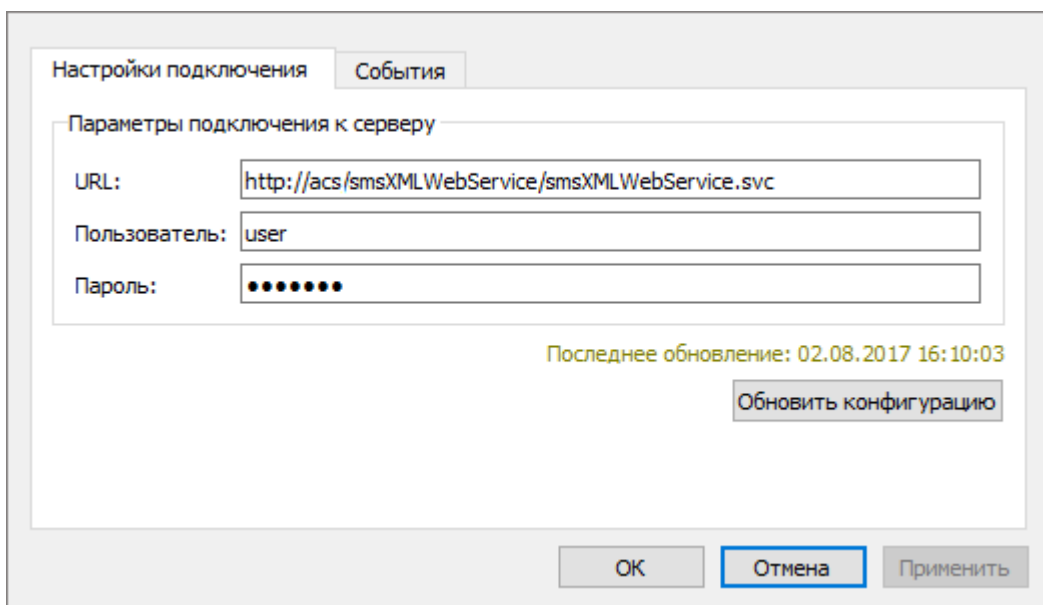 Настройки подключения
События
Параметры подключения к серверу
URL: http://acs/smsXMLWebService/smsXMLWebService.svc
Пользователь: user
Пароль: ●●●●●●●
Последнее обновление: 02.08.2017 16:10:03
Обновить конфигурацию
ОК Отмена Применить